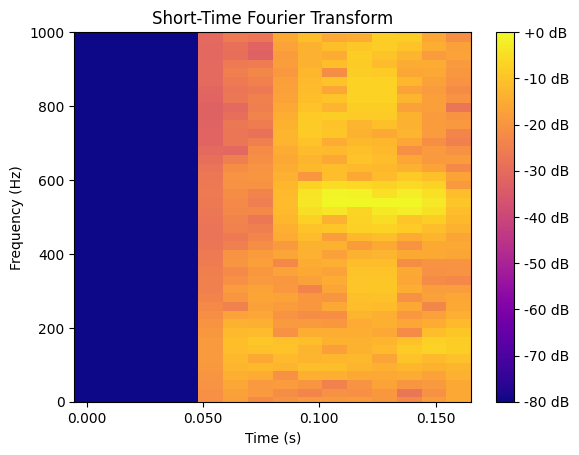 Short-Time Fourier Transform
1000
800
600
400
200
0
Frequency (Hz)
0.000
0.050
0.100
0.150
Time (s)
+0 dB
-10 dB
-20 dB
-30 dB
-40 dB
-50 dB
-60 dB
-70 dB
-80 dB